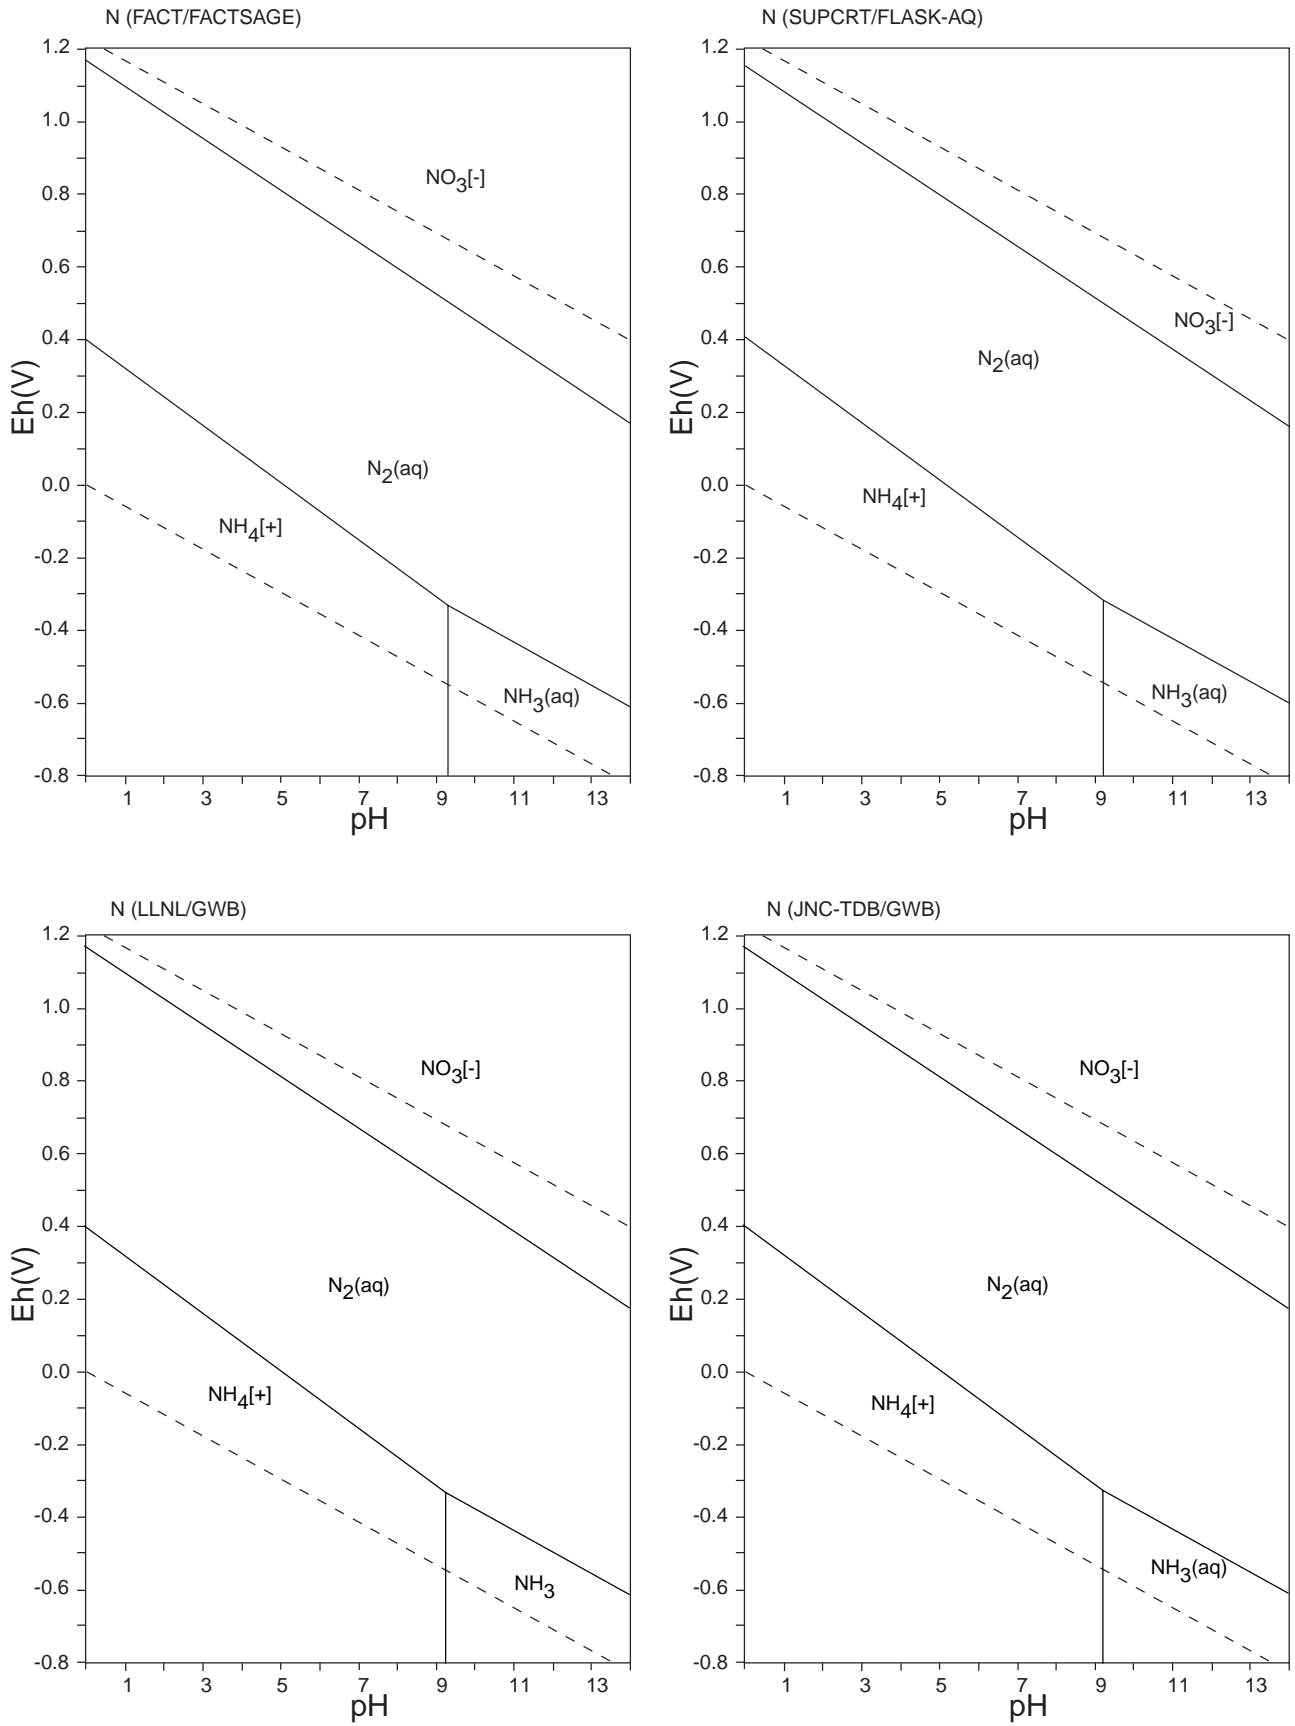 N (FACT/FACTSAGE)
1.2
1.0
0.8
0.6
0.4
0.2
0.0
-0.2
-0.4
-0.6
-0.8
Eh(V)
NO3[-]
N2(aq)
NH4[+]
NH3(aq)
1 3 5 7 9 11 13
pH
N (SUPCRT/FLASK-AQ)
1.2
1.0
0.8
0.6
0.4
0.2
0.0
-0.2
-0.4
-0.6
-0.8
Eh(V)
NO3[-]
N2(aq)
NH4[+]
NH3(aq)
1 3 5 7 9 11 13
pH
N (LLNL/GWB)
1.2
1.0
0.8
0.6
0.4
0.2
0.0
-0.2
-0.4
-0.6
-0.8
Eh(V)
NO3[-]
N2(aq)
NH4[+]
NH3
1 3 5 7 9 11 13
pH
N (JNC-TDB/GWB)
1.2
1.0
0.8
0.6
0.4
0.2
0.0
-0.2
-0.4
-0.6
-0.8
Eh(V)
NO3[-]
N2(aq)
NH4[+]
NH3(aq)
1 3 5 7 9 11 13
pH